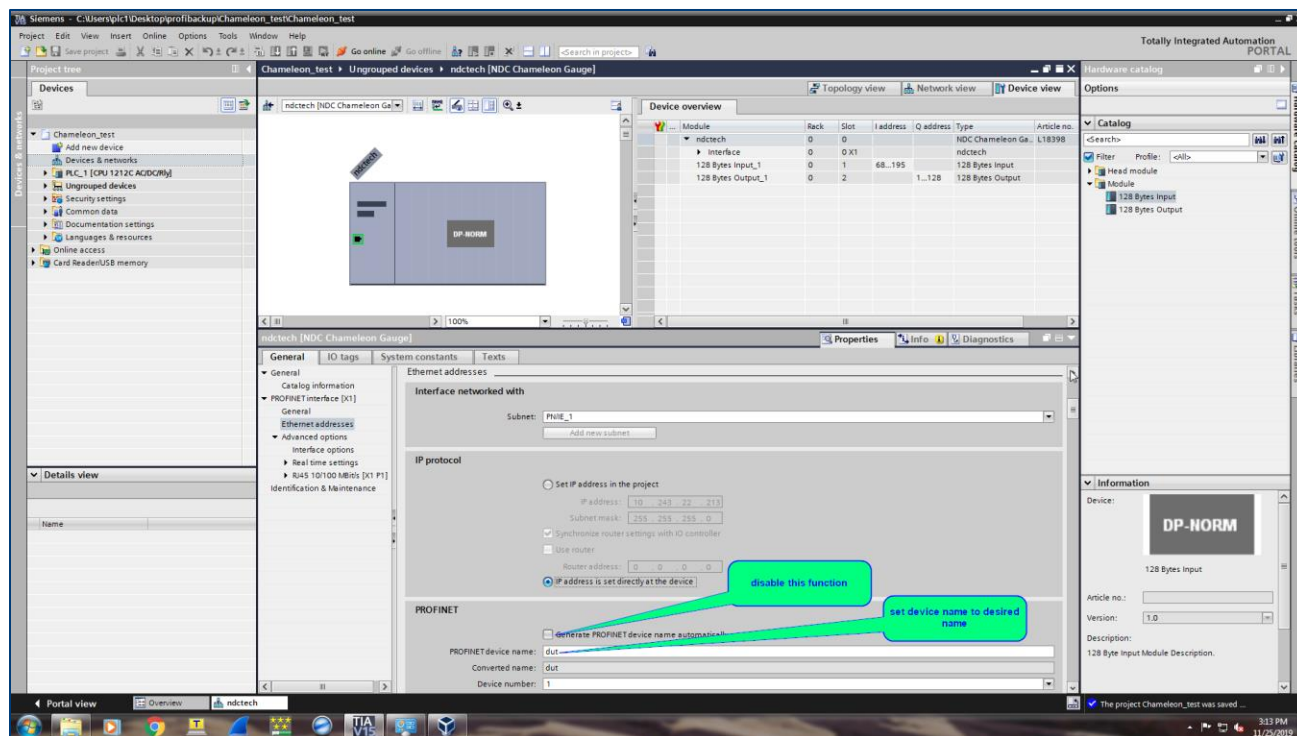 Siemens - C:\Users\plc1\Desktop\profibackup\Chameleon_test\Chameleon_test
Project Edit View Insert Online Options Tools Window Help
Save project
Go online
Go offline
<Search in project>
Totally Integrated Automation
PORTAL
Project tree
Devices
Chameleon_test
Add new device
Devices & networks
PLC_1 [CPU 1212C AC/DC/Rly]
Ungrouped devices
Security settings
Common data
Documentation settings
Languages & resources
Online access
Card Reader/USB memory
Devices & networks
Details view
Name
Chameleon_test
Ungrouped devices
ndctech [NDC Chameleon Gauge]
Topology view
Network view
Device view
ndctech [NDC Chameleon Ga
ndctech
DP-NORM
100%
Device overview
... Module Rack Slot I address Q address Type Article no.
ndctech 0 0 NDC Chameleon Ga... L18398
Interface 0 0 X1 ndctech
128 Bytes Input_1 0 1 68...195 128 Bytes Input
128 Bytes Output_1 0 2 1...128 128 Bytes Output
ndctech [NDC Chameleon Gauge]
Properties
Info
Diagnostics
General IO tags System constants Texts
General
Catalog information
PROFINET interface [X1]
General
Ethernet addresses
Advanced options
Interface options
Real time settings
RJ45 10/100 MBit/s [X1 P1]
Identification & Maintenance
Ethernet addresses
Interface networked with
Subnet: PN/IE_1
Add new subnet
IP protocol
Set IP address in the project
IP address: 10 . 243 . 22 . 213
Subnet mask: 255 . 255 . 255 . 0
Synchronize router settings with IO controller
Use router
Router address: 0 . 0 . 0 . 0
IP address is set directly at the device
disable this function
PROFINET
set device name to desired
name
Generate PROFINET device name automatically
PROFINET device name: dut
Converted name: dut
Device number: 1
Hardware catalog
Options
Catalog
<Search>
Filter Profile: <All>
Head module
Module
128 Bytes Input
128 Bytes Output
Information
Device:
DP-NORM
128 Bytes Input
Article no.:
Version: 1.0
Description:
128 Byte Input Module Description.
Hardware catalog
Online tools
Tasks
Libraries
Portal view
Overview
ndctech
The project Chameleon_test was saved ...
TIA
V15
3:13 PM
11/25/2019